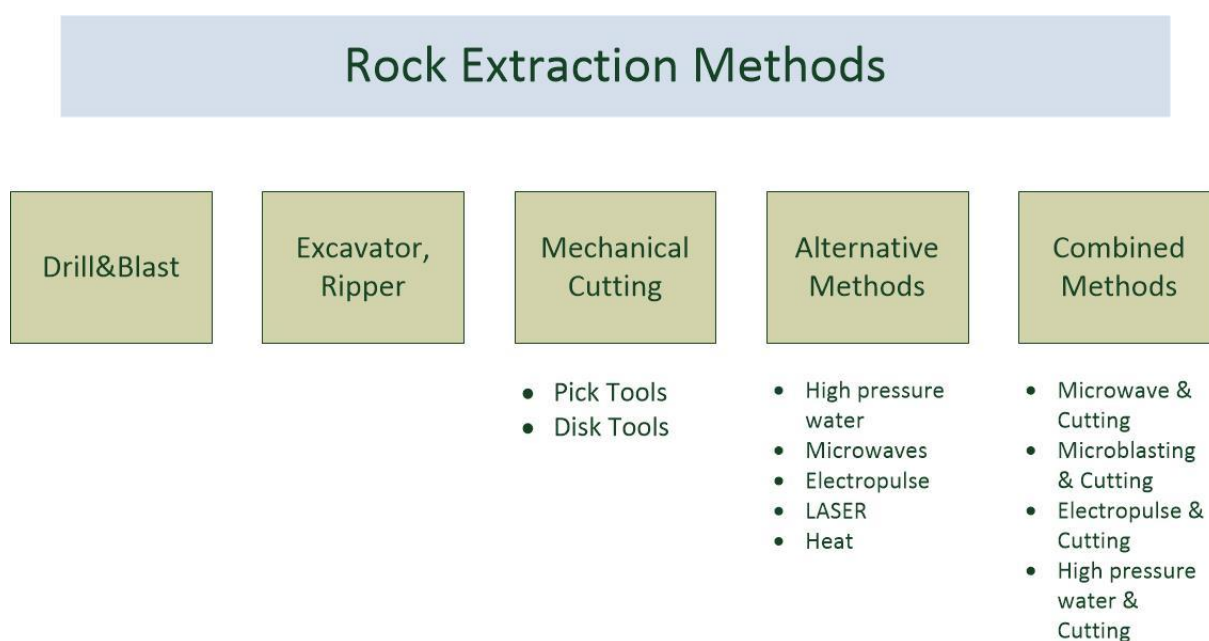 Rock Extraction Methods
Drill&Blast
Excavator,
Ripper
Mechanical
Cutting
• Pick Tools
• Disk Tools
Alternative
Methods
• High pressure
water
• Microwaves
• Electropulse
• LASER
• Heat
Combined
Methods
• Microwave &
Cutting
• Microblasting
& Cutting
• Electropulse &
Cutting
• High pressure
water &
Cutting